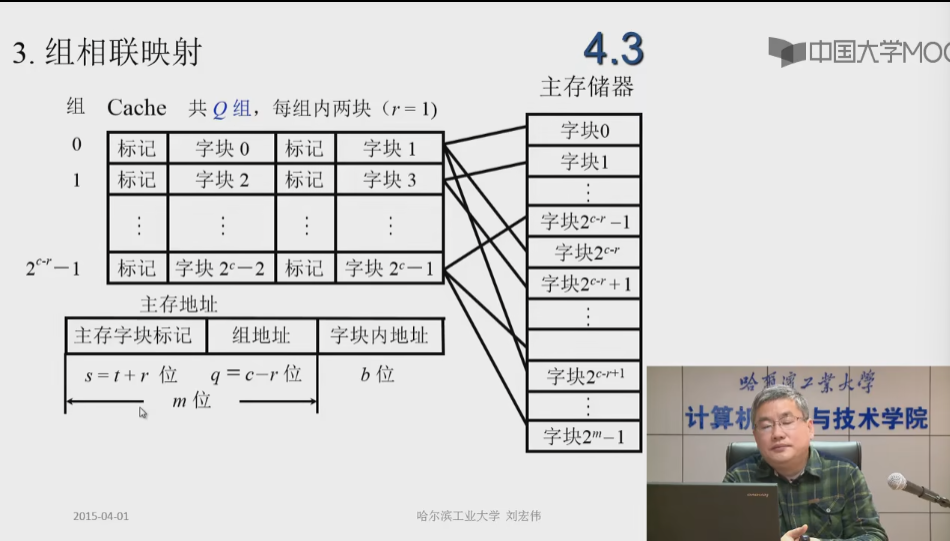 3. 组相联映射
4.3
中国大学MOO
组 Cache 共 Q 组，每组内两块（r = 1）
主存储器
0 标记 字块 0 标记 字块 1
1 标记 字块 2 标记 字块 3
⋮ ⋮ ⋮ ⋮
2^{c-r}−1 标记 字块 2^c−2 标记 字块 2^c−1
字块0
字块1
⋮
字块2^{c-r} −1
字块2^{c-r}
字块2^{c-r} + 1
⋮
字块2^{c-r+1}
⋮
字块2^m−1
主存地址
主存字块标记 组地址 字块内地址
s = t + r 位 q = c−r 位 b 位
m 位
哈尔滨工业大学
计算机 与技术学院
2015-04-01
哈尔滨工业大学 刘宏伟